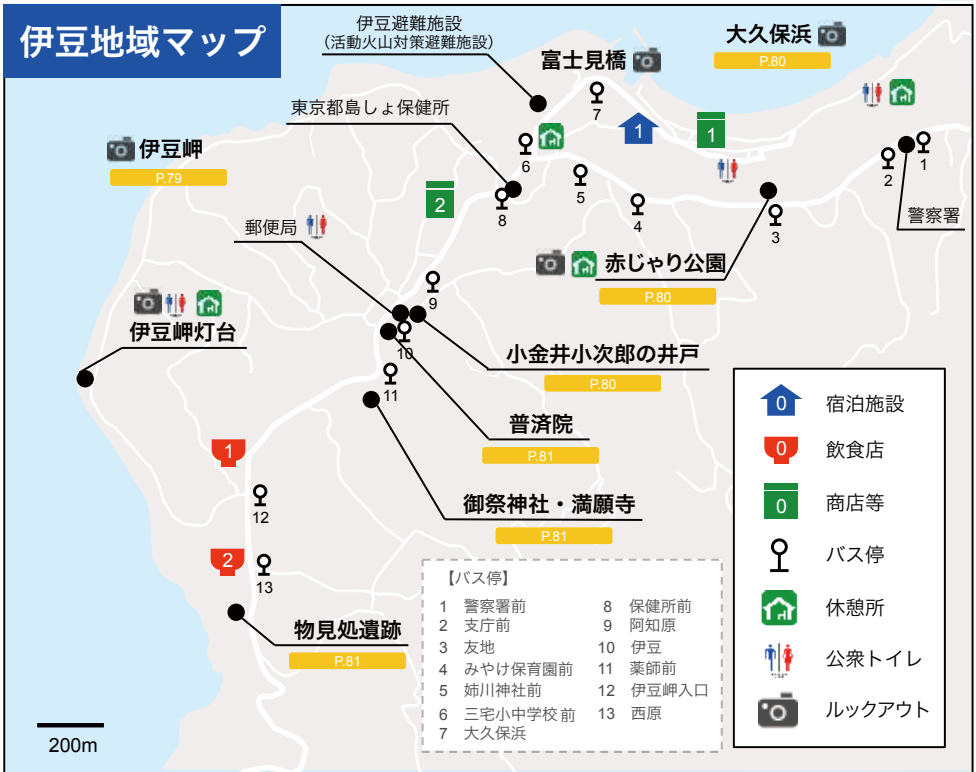 伊豆地域マップ
伊豆避難施設
(活動火山対策避難施設)
大久保浜
P.80
富士見橋
東京都島しょ保健所
7
1
1
6
1
2
伊豆岬
P.79
5
2
8
4
3
警察署
郵便局
赤じゃり公園
P.80
9
伊豆岬灯台
10
小金井小次郎の井戸
P.80
11
普済院
P.81
1
12
御祭神社・満願寺
P.81
2
13
物見処遺跡
P.81
200m
0 宿泊施設
0 飲食店
0 商店等
バス停
休憩所
公衆トイレ
ルックアウト
【バス停】
1 警察署前
2 支庁前
3 友地
4 みやけ保育園前
5 姉川神社前
6 三宅小中学校前
7 大久保浜
8 保健所前
9 阿知原
10 伊豆
11 薬師前
12 伊豆岬入口
13 西原